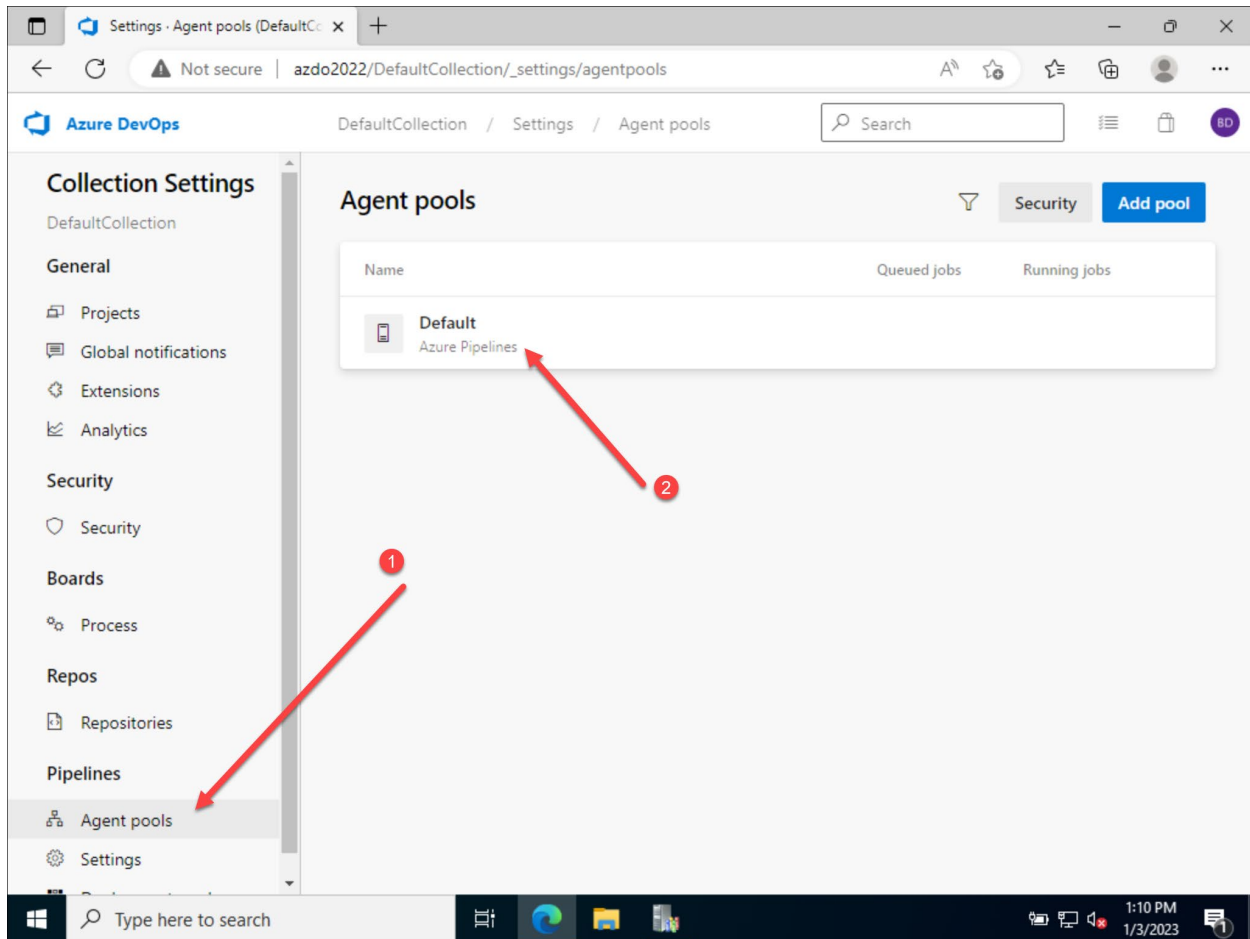 Settings · Agent pools (DefaultCo
Not secure | azdo2022/DefaultCollection/_settings/agentpools
Azure DevOps
DefaultCollection / Settings / Agent pools
Search
BD
Collection Settings
DefaultCollection
General
Projects
Global notifications
Extensions
Analytics
Security
Security
Boards
Process
Repos
Repositories
Pipelines
Agent pools
Settings
Agent pools
Security
Add pool
Name Queued jobs Running jobs
Default
Azure Pipelines
2
1
Type here to search
1:10 PM
1/3/2023
1